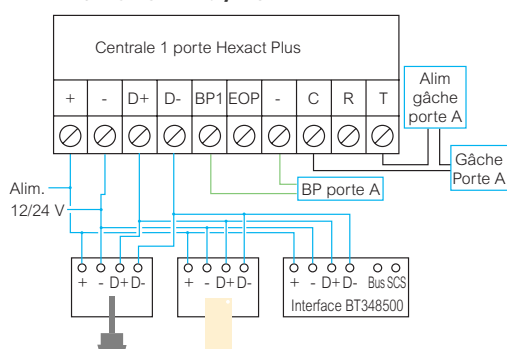 Centrale 1 porte Hexact Plus
+ - D+ D- BP1 EOP - C R T
Alim
gâche
porte A
Gâche
Porte A
BP porte A
Alim.
12/24 V
+ - D+ D-
+ - D+ D-
+ - D+ D- Bus SCS
Interface BT348500